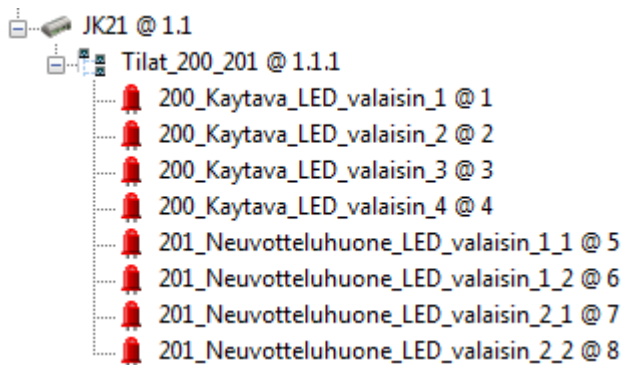 JK21 @ 1.1
Tilat_200_201 @ 1.1.1
200_Kaytava_LED_valaisin_1 @ 1
200_Kaytava_LED_valaisin_2 @ 2
200_Kaytava_LED_valaisin_3 @ 3
200_Kaytava_LED_valaisin_4 @ 4
201_Neuvotteluhuone_LED_valaisin_1_1 @ 5
201_Neuvotteluhuone_LED_valaisin_1_2 @ 6
201_Neuvotteluhuone_LED_valaisin_2_1 @ 7
201_Neuvotteluhuone_LED_valaisin_2_2 @ 8